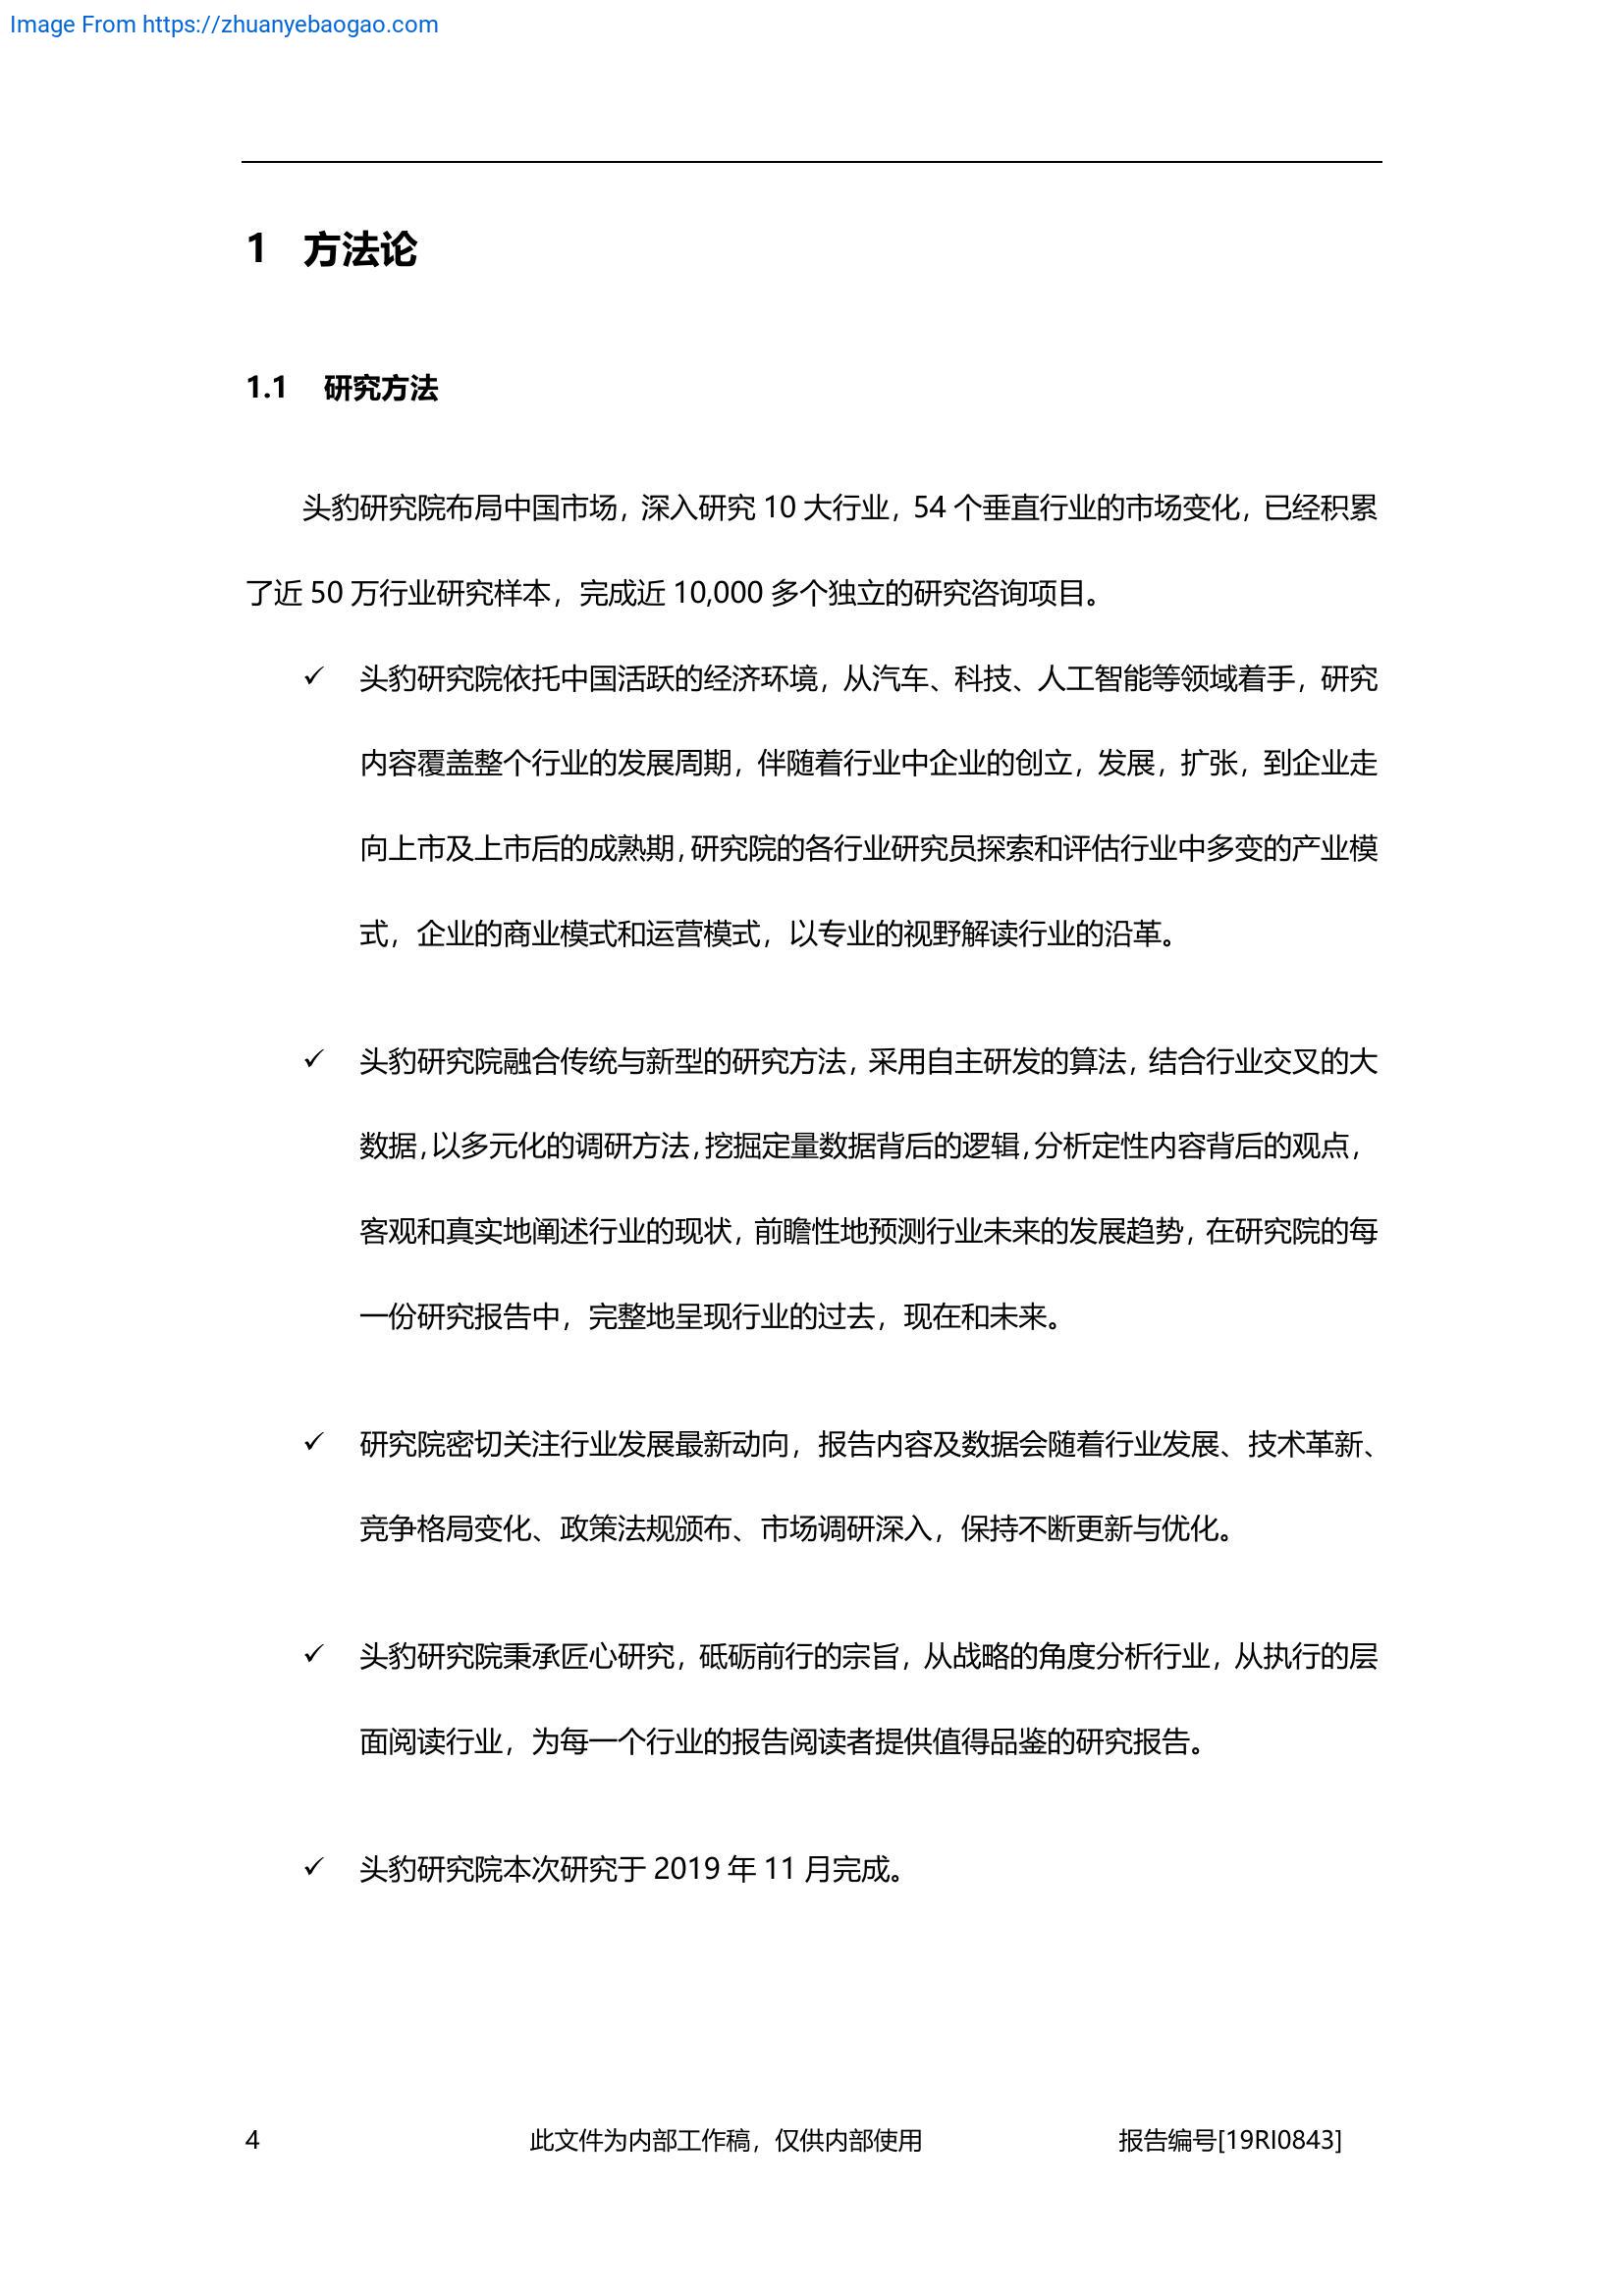 Image From https://zhuanyebaogao.com
1 方法论
1.1 研究方法
头豹研究院布局中国市场，深入研究 10 大行业，54 个垂直行业的市场变化，已经积累
了近 50 万行业研究样本，完成近 10,000 多个独立的研究咨询项目。
✓ 头豹研究院依托中国活跃的经济环境，从汽车、科技、人工智能等领域着手，研究
内容覆盖整个行业的发展周期，伴随着行业中企业的创立，发展，扩张，到企业走
向上市及上市后的成熟期，研究院的各行业研究员探索和评估行业中多变的产业模
式，企业的商业模式和运营模式，以专业的视野解读行业的沿革。
✓ 头豹研究院融合传统与新型的研究方法，采用自主研发的算法，结合行业交叉的大
数据，以多元化的调研方法，挖掘定量数据背后的逻辑，分析定性内容背后的观点，
客观和真实地阐述行业的现状，前瞻性地预测行业未来的发展趋势，在研究院的每
一份研究报告中，完整地呈现行业的过去，现在和未来。
✓ 研究院密切关注行业发展最新动向，报告内容及数据会随着行业发展、技术革新、
竞争格局变化、政策法规颁布、市场调研深入，保持不断更新与优化。
✓ 头豹研究院秉承匠心研究，砥砺前行的宗旨，从战略的角度分析行业，从执行的层
面阅读行业，为每一个行业的报告阅读者提供值得品鉴的研究报告。
✓ 头豹研究院本次研究于 2019 年 11 月完成。
4 此文件为内部工作稿，仅供内部使用 报告编号[19RI0843]